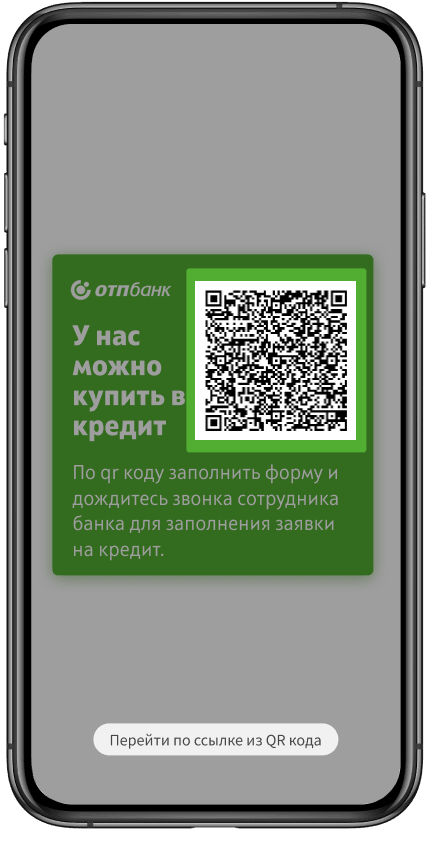 отпбанк
У нас
можно
купить в
кредит
По qr коду заполнить форму и
дождитесь звонка сотрудника
банка для заполнения заявки
на кредит.
Перейти по ссылке из QR кода